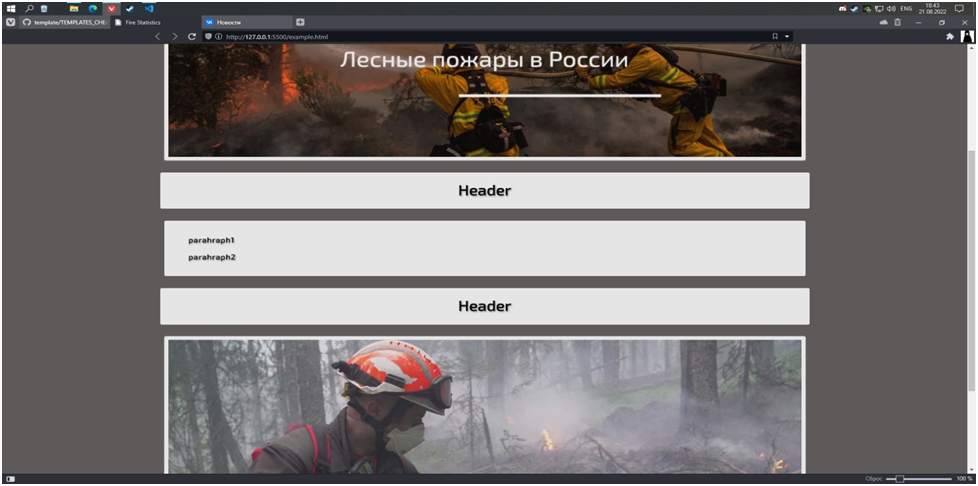 ENG
18:43
21.08.2022
template/TEMPLATES_CHE
Fire Statistics
Новости
http://127.0.0.1:5500/example.html
Лесные пожары в России
Header
parahraph1
parahraph2
Header
Сброс
100 %